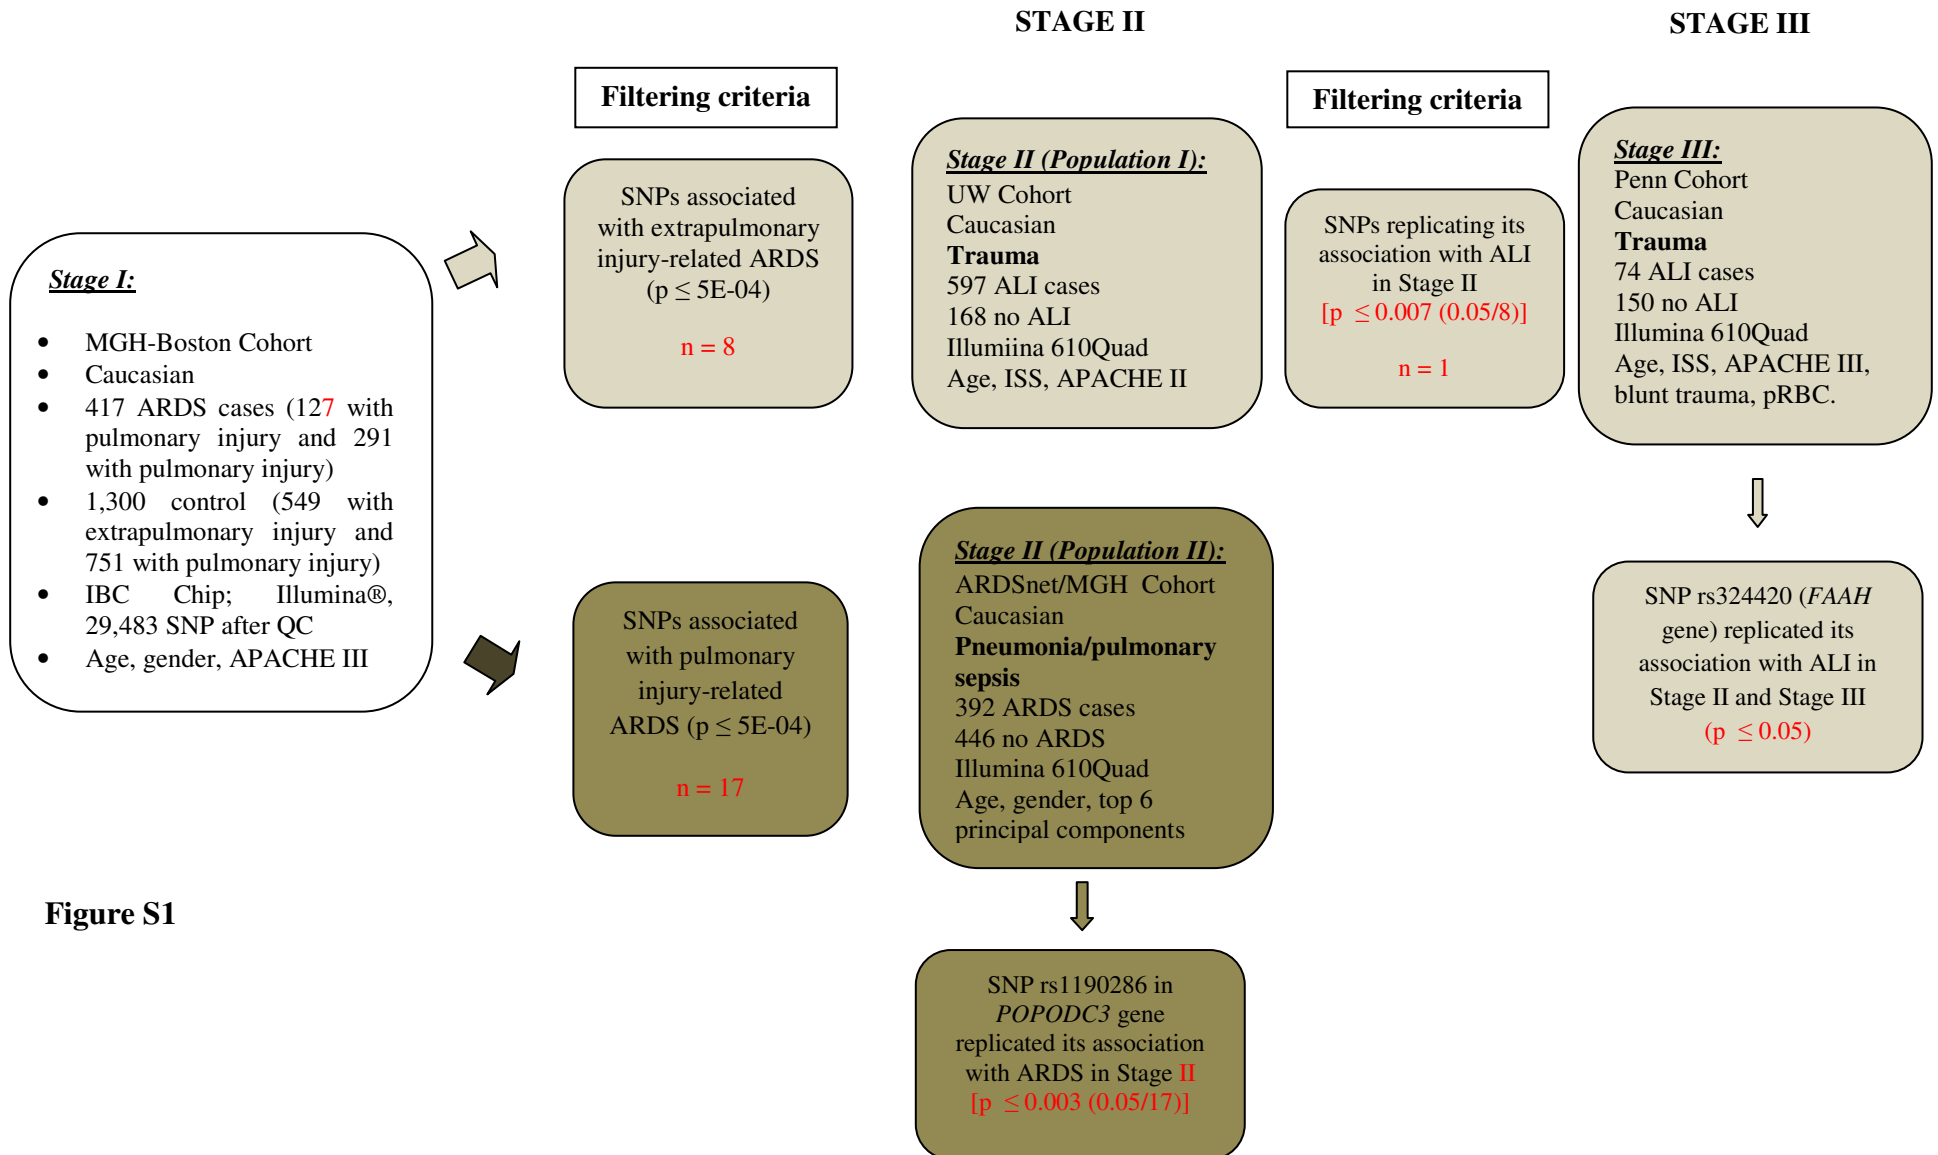 STAGE II
STAGE III
Filtering criteria
Filtering criteria
Stage I:
• MGH-Boston Cohort
• Caucasian
• 417 ARDS cases (127 with
pulmonary injury and 291
with pulmonary injury)
• 1,300 control (549 with
extrapulmonary injury and
751 with pulmonary injury)
• IBC Chip; Illumina®,
29,483 SNP after QC
• Age, gender, APACHE III
SNPs associated
with extrapulmonary
injury-related ARDS
(p ≤ 5E-04)
n = 8
Stage II (Population I):
UW Cohort
Caucasian
Trauma
597 ALI cases
168 no ALI
Illumiina 610Quad
Age, ISS, APACHE II
SNPs replicating its
association with ALI
in Stage II
[p ≤ 0.007 (0.05/8)]
n = 1
Stage III:
Penn Cohort
Caucasian
Trauma
74 ALI cases
150 no ALI
Illumina 610Quad
Age, ISS, APACHE III,
blunt trauma, pRBC.
SNPs associated
with pulmonary
injury-related
ARDS (p ≤ 5E-04)
n = 17
Stage II (Population II):
ARDSnet/MGH Cohort
Caucasian
Pneumonia/pulmonary
sepsis
392 ARDS cases
446 no ARDS
Illumina 610Quad
Age, gender, top 6
principal components
SNP rs324420 (FAAH
gene) replicated its
association with ALI in
Stage II and Stage III
(p ≤ 0.05)
SNP rs1190286 in
POPODC3 gene
replicated its association
with ARDS in Stage II
[p ≤ 0.003 (0.05/17)]
Figure S1